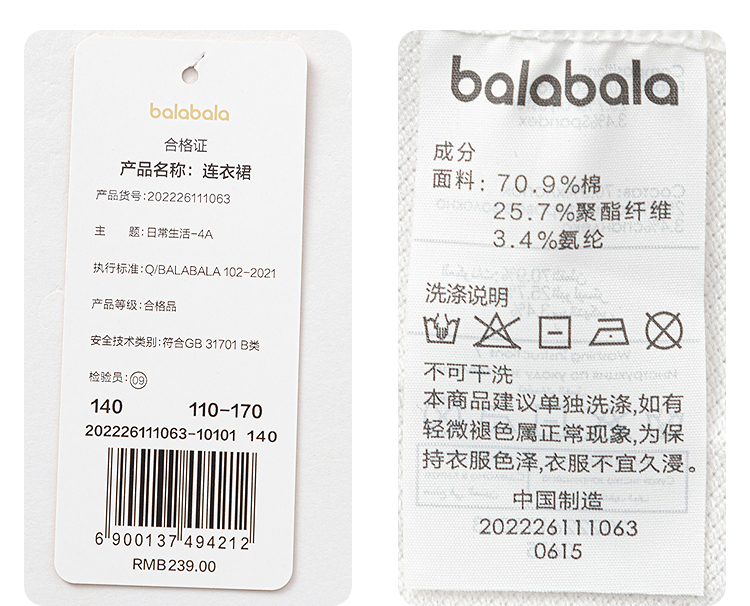 balabala
合格证
产品名称：连衣裙
产品货号:202226111063
主 题:日常生活-4A
执行标准:Q/BALABALA 102-2021
产品等级:合格品
安全技术类别:符合GB 31701 B类
检验员:09
140 110-170
202226111063-10101 140
6 900137 494212
RMB239.00
balabala
成分
面料: 70.9%棉
25.7%聚酯纤维
3.4%氨纶
洗涤说明
不可干洗
本商品建议单独洗涤,如有
轻微褪色属正常现象,为保
持衣服色泽,衣服不宜久浸。
中国制造
202226111063
0615